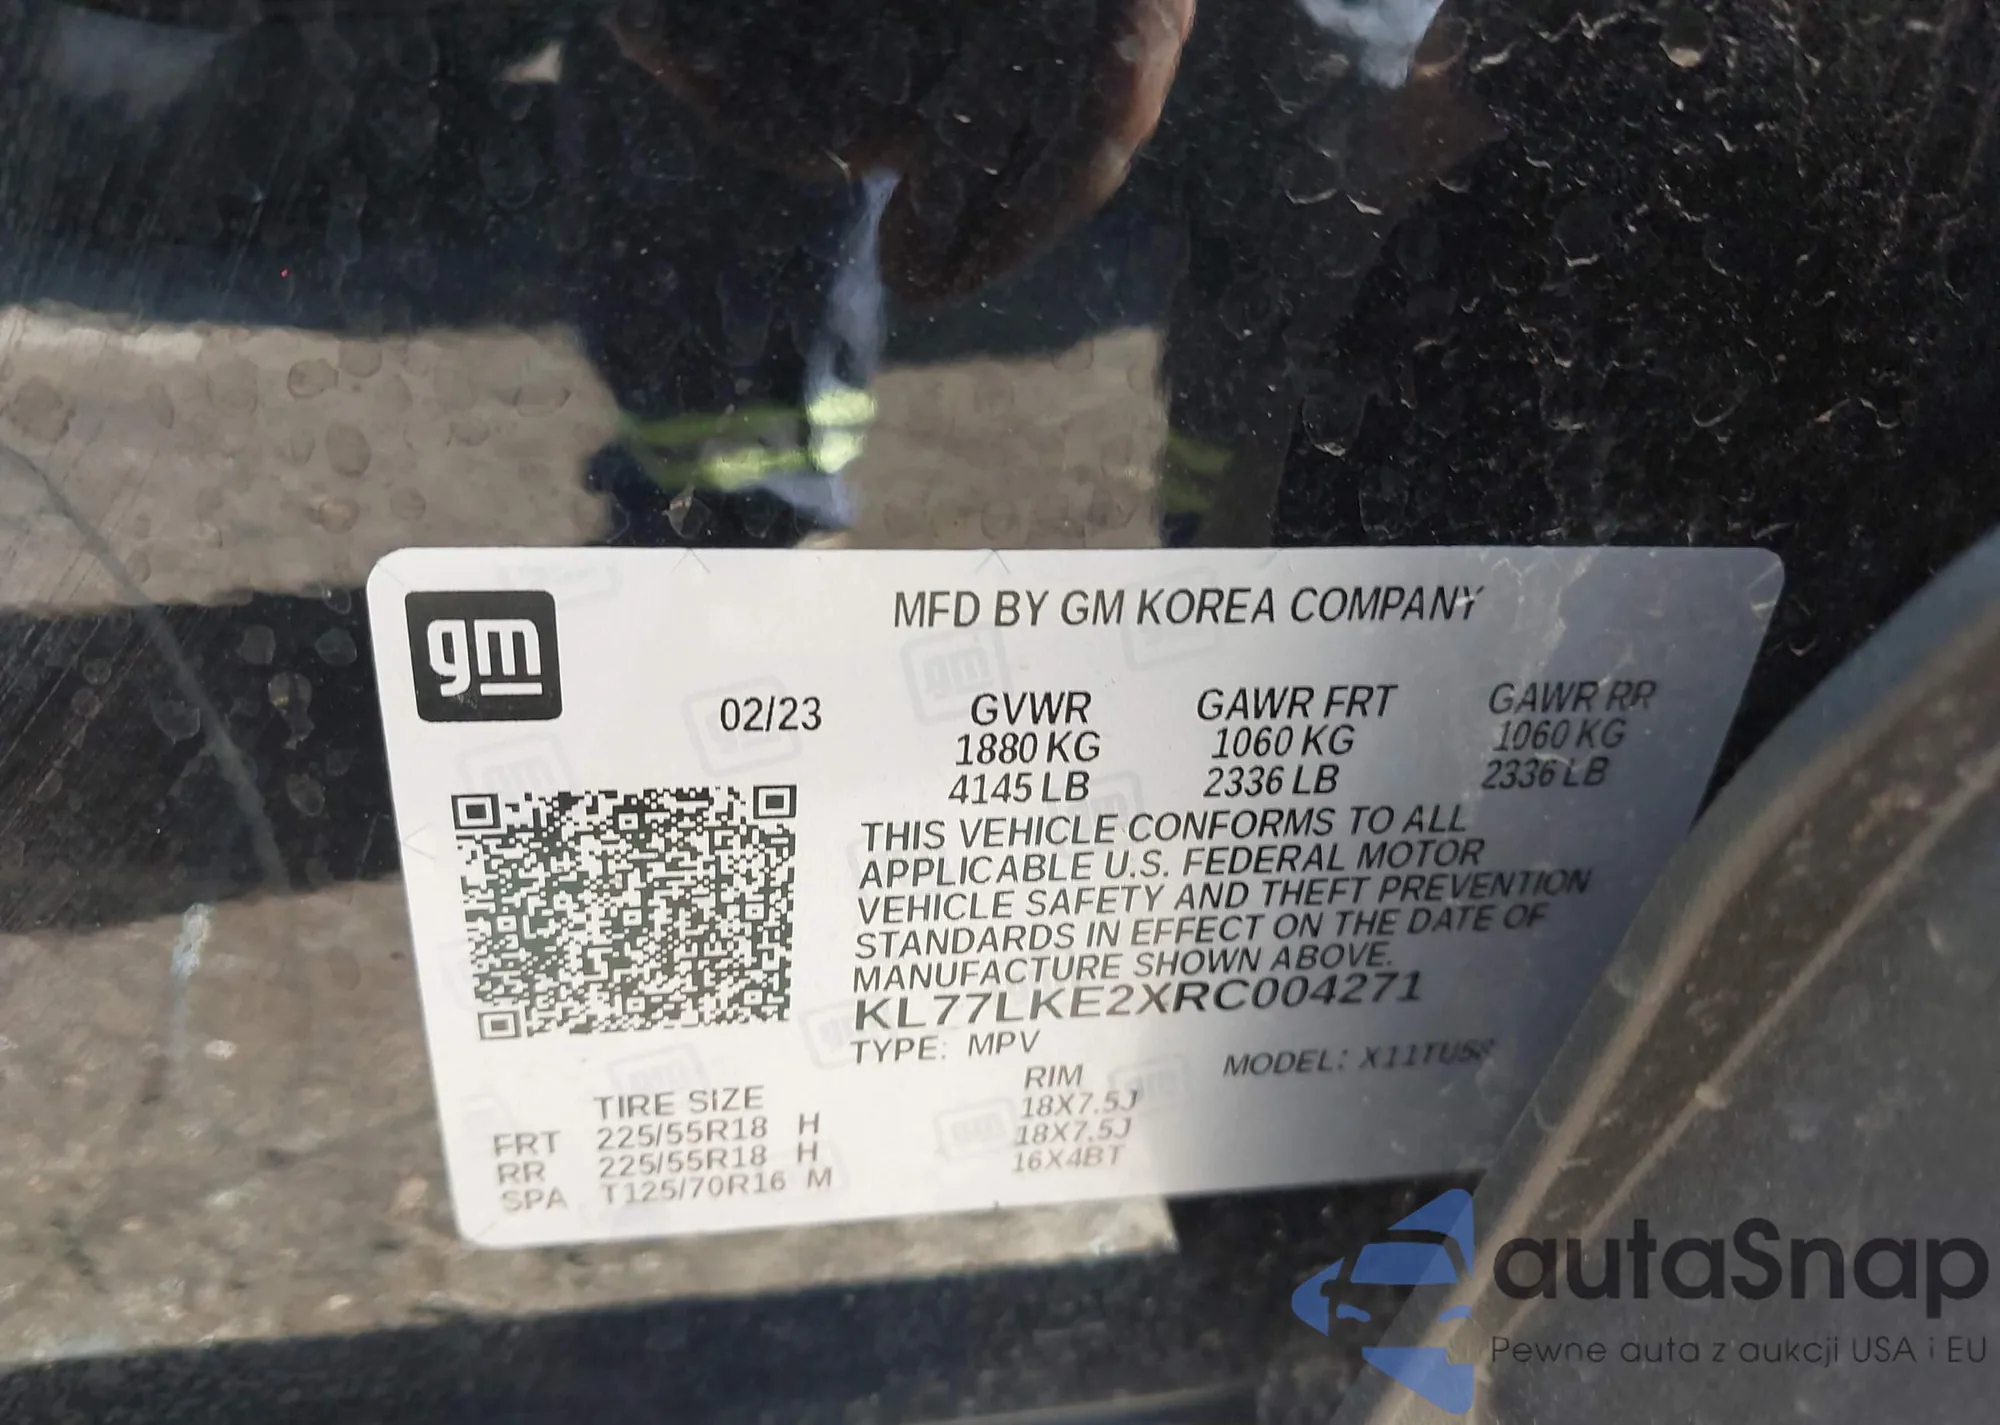 gm
MFD BY GM KOREA COMPANY
02/23
GVWR GAWR FRT GAWR RR
1880 KG 1060 KG 1060 KG
4145 LB 2336 LB 2336 LB
THIS VEHICLE CONFORMS TO ALL
APPLICABLE U.S. FEDERAL MOTOR
VEHICLE SAFETY AND THEFT PREVENTION
STANDARDS IN EFFECT ON THE DATE OF
MANUFACTURE SHOWN ABOVE.
KL77LKE2XRC004271
TYPE: MPV MODEL:
TIRE SIZE RIM
FRT 225/55R18 H 18X7.5J
RR 225/55R18 H 18X7.5J
SPA T125/70R16 M 16X4BT
autaSnap
Pewne auta z aukcji USA i EU